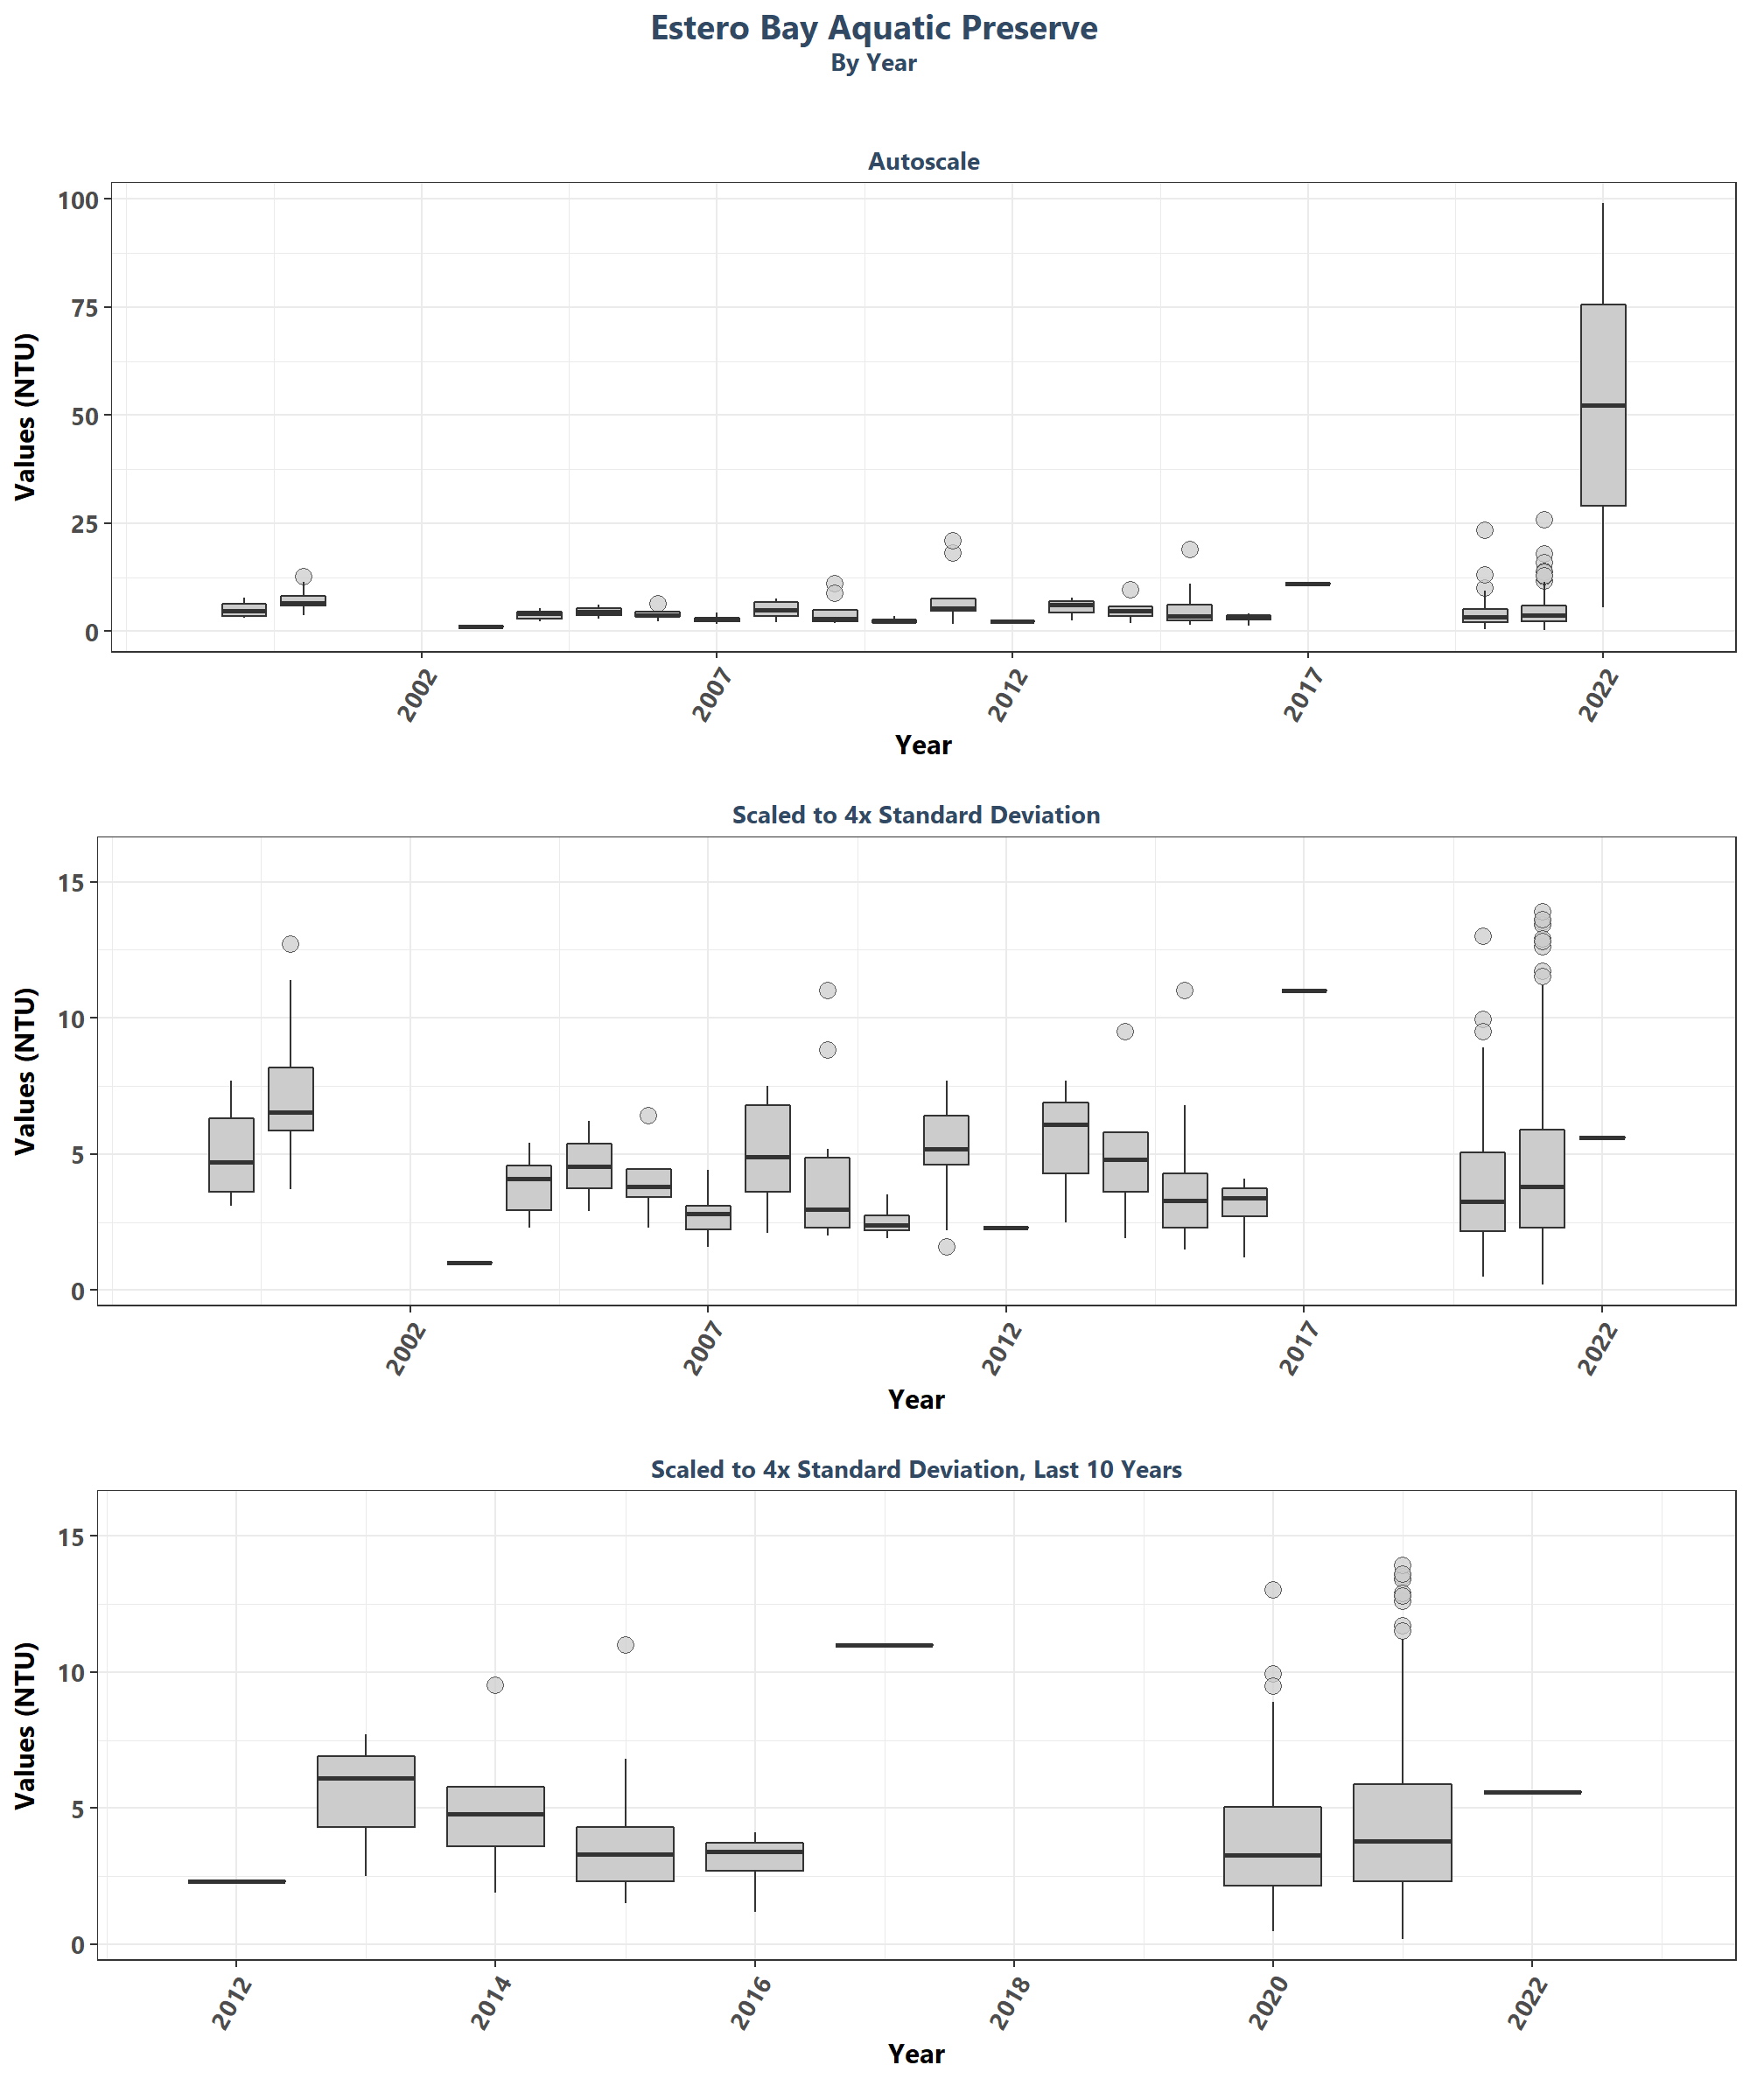 Estero Bay Aquatic Preserve
By Year
Autoscale
100
75
50
25
0
Values (NTU)
2002
2007
2012
2017
2022
Year
Scaled to 4x Standard Deviation
15
10
5
0
Values (NTU)
2002
2007
2012
2017
2022
Year
Scaled to 4x Standard Deviation, Last 10 Years
15
10
5
0
Values (NTU)
2012
2014
2016
2018
2020
2022
Year